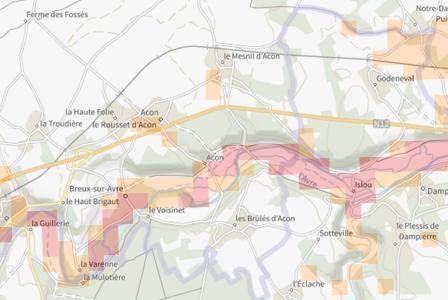 Ferme des Fossés
Notre-Da
Pui
le Mesnil d'Acon
Godeneval
la Haute Folie
Acon
la Troudière
le Rousset d'Acon
N12
Acon
l'Avre
Islou
Breux-sur-Avre
le Haut Brigaut
Damp
le Voisinet
la Guillerie
les Brûlés d'Acon
Sotteville
le Plessis de
Dampierre
la Varenne
la Mulotière
l'Éclache